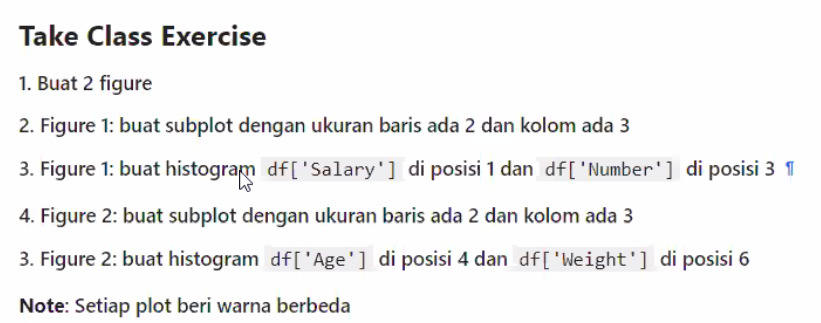 Take Class Exercise
1. Buat 2 figure
2. Figure 1: buat subplot dengan ukuran baris ada 2 dan kolom ada 3
3. Figure 1: buat histogram df['Salary'] di posisi 1 dan df['Number'] di posisi 3 ¶
4. Figure 2: buat subplot dengan ukuran baris ada 2 dan kolom ada 3
3. Figure 2: buat histogram df['Age'] di posisi 4 dan df['Weight'] di posisi 6
Note: Setiap plot beri warna berbeda